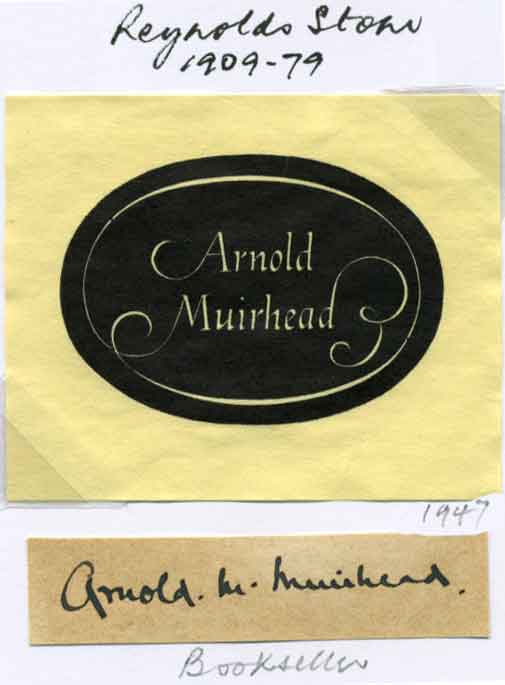 Reynolds Stone
1909-79
Arnold
Muirhead
1947
Arnold. M. Muirhead.
Bookseller